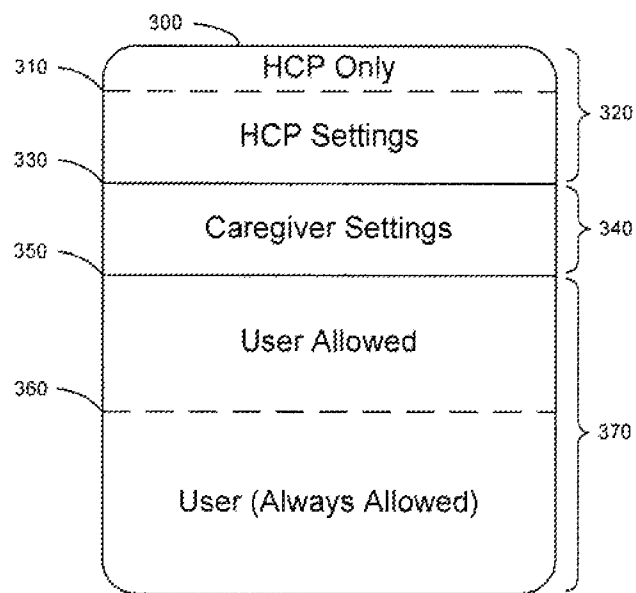 300
310
HCP Only
320
HCP Settings
330
Caregiver Settings
340
350
User Allowed
360
370
User (Always Allowed)